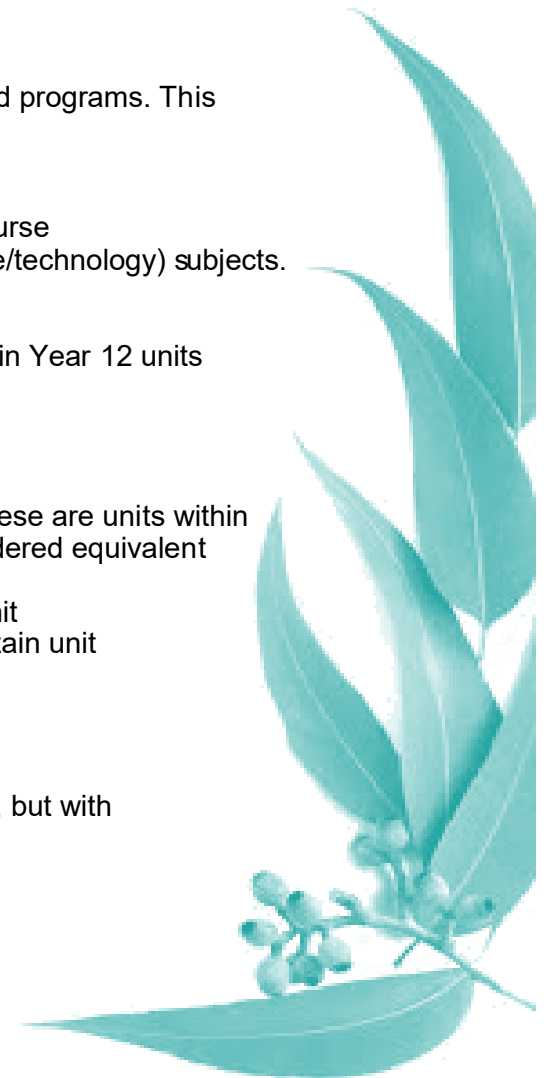 d programs. This
urse
e/technology) subjects.
in Year 12 units
ese are units within
dered equivalent
nit
tain unit
but with